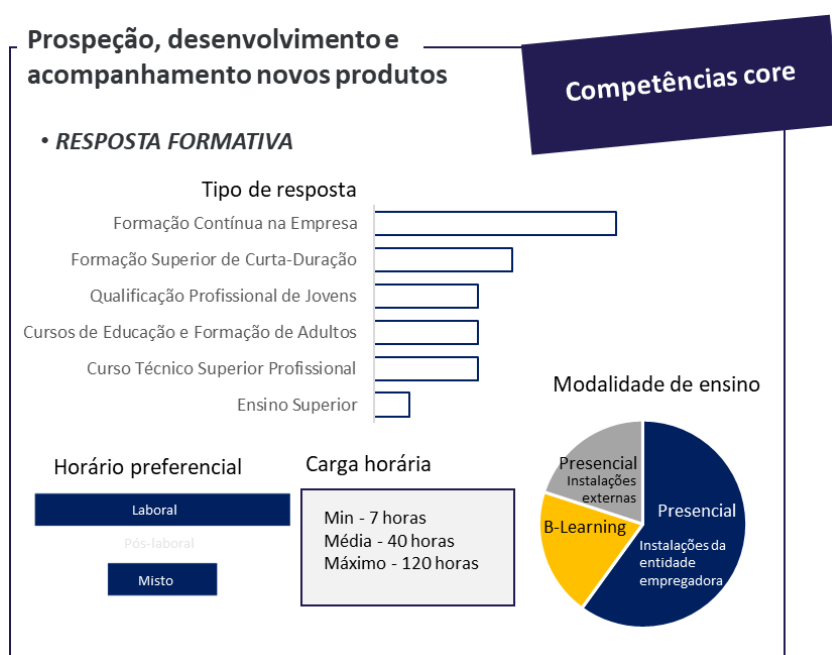 Prospeção, desenvolvimento e
acompanhamento novos produtos
Competências core
• RESPOSTA FORMATIVA
Tipo de resposta
Formação Contínua na Empresa
Formação Superior de Curta-Duração
Qualificação Profissional de Jovens
Cursos de Educação e Formação de Adultos
Curso Técnico Superior Profissional
Ensino Superior
Horário preferencial
Laboral
Pós-laboral
Misto
Carga horária
Min - 7 horas
Média - 40 horas
Máximo - 120 horas
Modalidade de ensino
Presencial
Instalações
externas
B-Learning
Presencial
Instalações da
entidade
empregadora